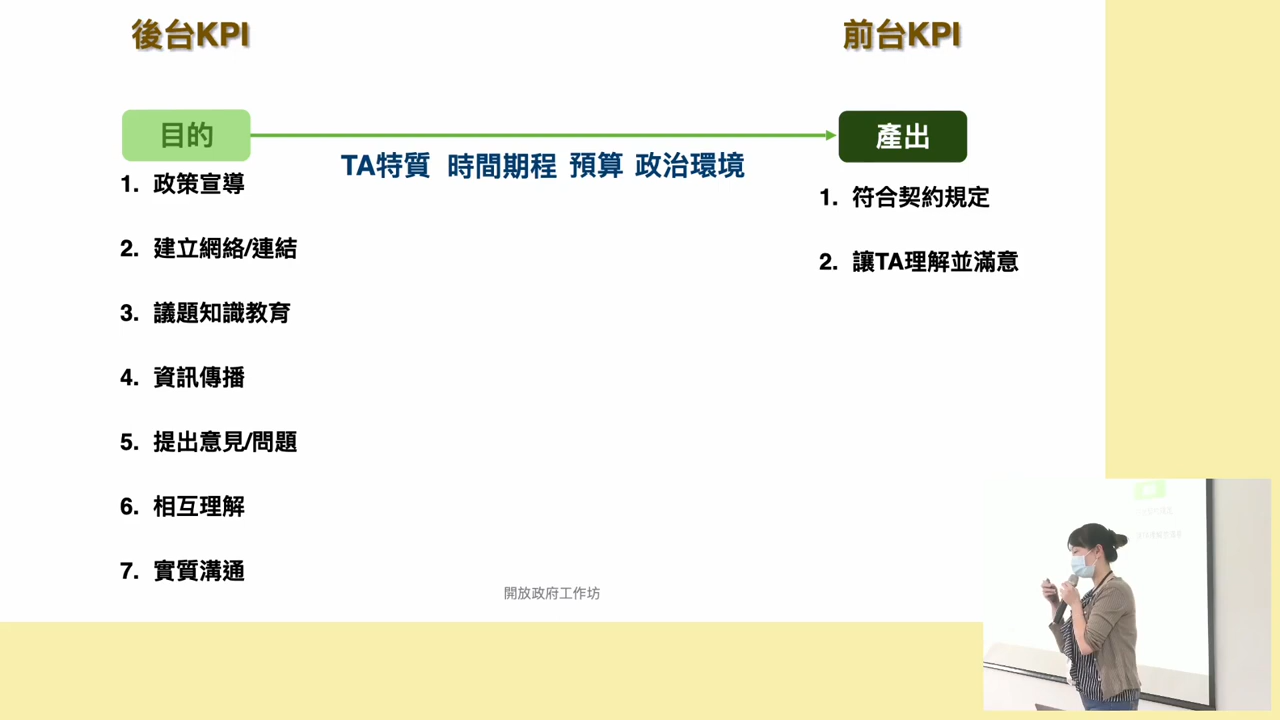 後台KPI
前台KPI
目的
產出
TA特質 時間期程 預算 政治環境
1. 政策宣導
2. 建立網絡/連結
3. 議題知識教育
4. 資訊傳播
5. 提出意見/問題
6. 相互理解
7. 實質溝通
1. 符合契約規定
2. 讓TA理解並滿意
開放政府工作坊